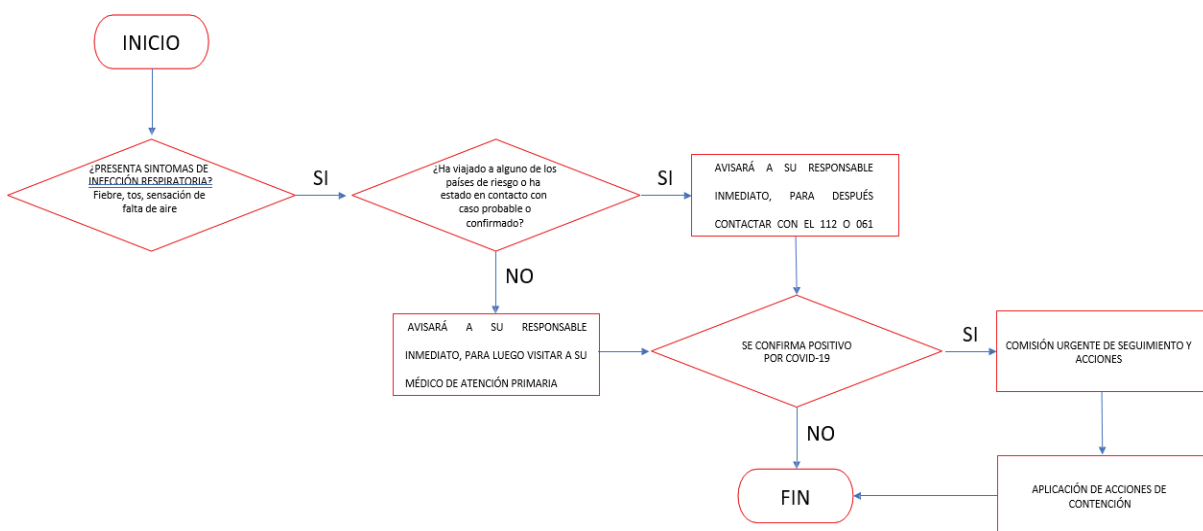 INICIO
¿PRESENTA SINTOMAS DE
INFECCIÓN RESPIRATORIA?
Fiebre, tos, sensación de
falta de aire
SI
¿Ha viajado a alguno de los
países de riesgo o ha
estado en contacto con
caso probable o
confirmado?
SI
AVISARÁ A SU RESPONSABLE
INMEDIATO, PARA DESPUÉS
CONTACTAR CON EL 112 O 061
NO
AVISARÁ A SU RESPONSABLE
INMEDIATO, PARA LUEGO VISITAR A SU
MÉDICO DE ATENCIÓN PRIMARIA
SE CONFIRMA POSITIVO
POR COVID-19
SI
COMISIÓN URGENTE DE SEGUIMIENTO Y
ACCIONES
NO
FIN
APLICACIÓN DE ACCIONES DE
CONTENCIÓN